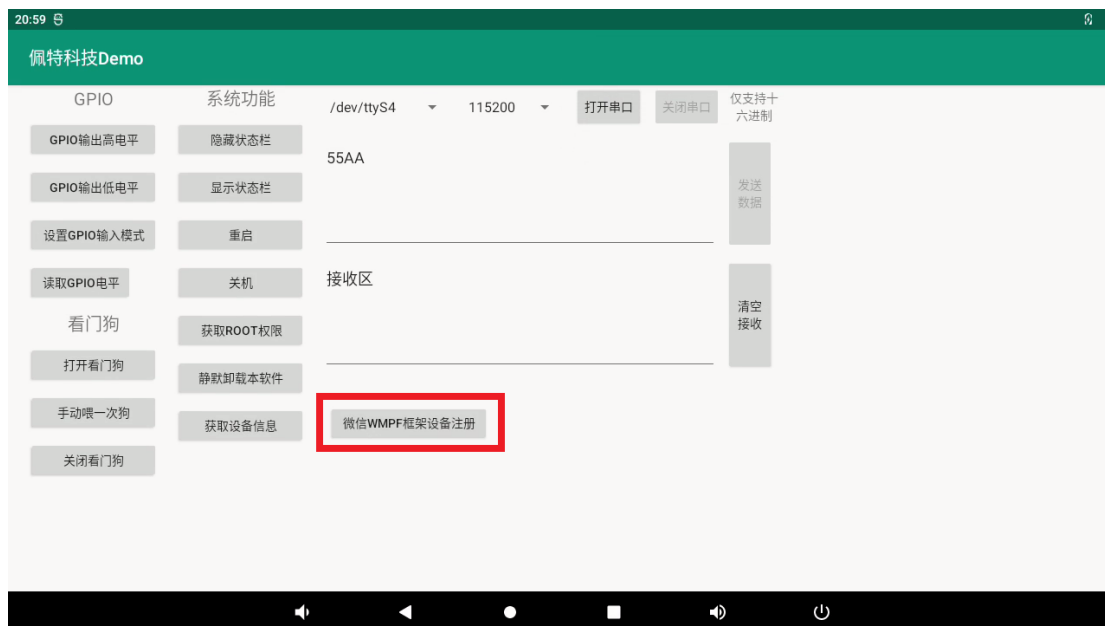 20:59
佩特科技Demo
GPIO
GPIO输出高电平
GPIO输出低电平
设置GPIO输入模式
读取GPIO电平
看门狗
打开看门狗
手动喂一次狗
关闭看门狗
系统功能
隐藏状态栏
显示状态栏
重启
关机
获取ROOT权限
静默卸载本软件
获取设备信息
/dev/ttyS4
115200
打开串口
关闭串口
仅支持十
六进制
55AA
发送
数据
接收区
清空
接收
微信WMPF框架设备注册